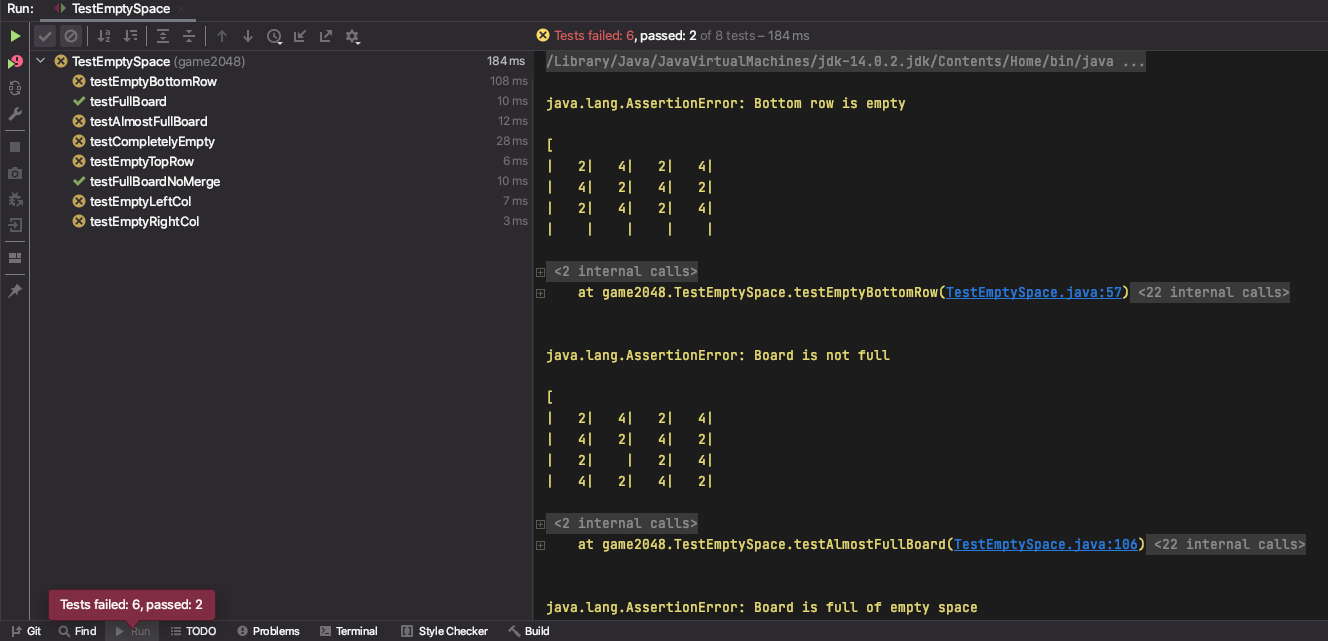 Run: TestEmptySpace
Tests failed: 6, passed: 2 of 8 tests – 184 ms
TestEmptySpace (game2048) 184 ms
testEmptyBottomRow 108 ms
testFullBoard 10 ms
testAlmostFullBoard 12 ms
testCompletelyEmpty 28 ms
testEmptyTopRow 6 ms
testFullBoardNoMerge 10 ms
testEmptyLeftCol 7 ms
testEmptyRightCol 3 ms
/Library/Java/JavaVirtualMachines/jdk-14.0.2.jdk/Contents/Home/bin/java ...
java.lang.AssertionError: Bottom row is empty
[
|   2|   4|   2|   4|
|   4|   2|   4|   2|
|   2|   4|   2|   4|
|    |    |    |    |
<2 internal calls>
at game2048.TestEmptySpace.testEmptyBottomRow(TestEmptySpace.java:57) <22 internal calls>
java.lang.AssertionError: Board is not full
[
|   2|   4|   2|   4|
|   4|   2|   4|   2|
|   2|    |   2|   4|
|   4|   2|   4|   2|
<2 internal calls>
at game2048.TestEmptySpace.testAlmostFullBoard(TestEmptySpace.java:106) <22 internal calls>
java.lang.AssertionError: Board is full of empty space
Tests failed: 6, passed: 2
Git Find Run TODO Problems Terminal Style Checker Build